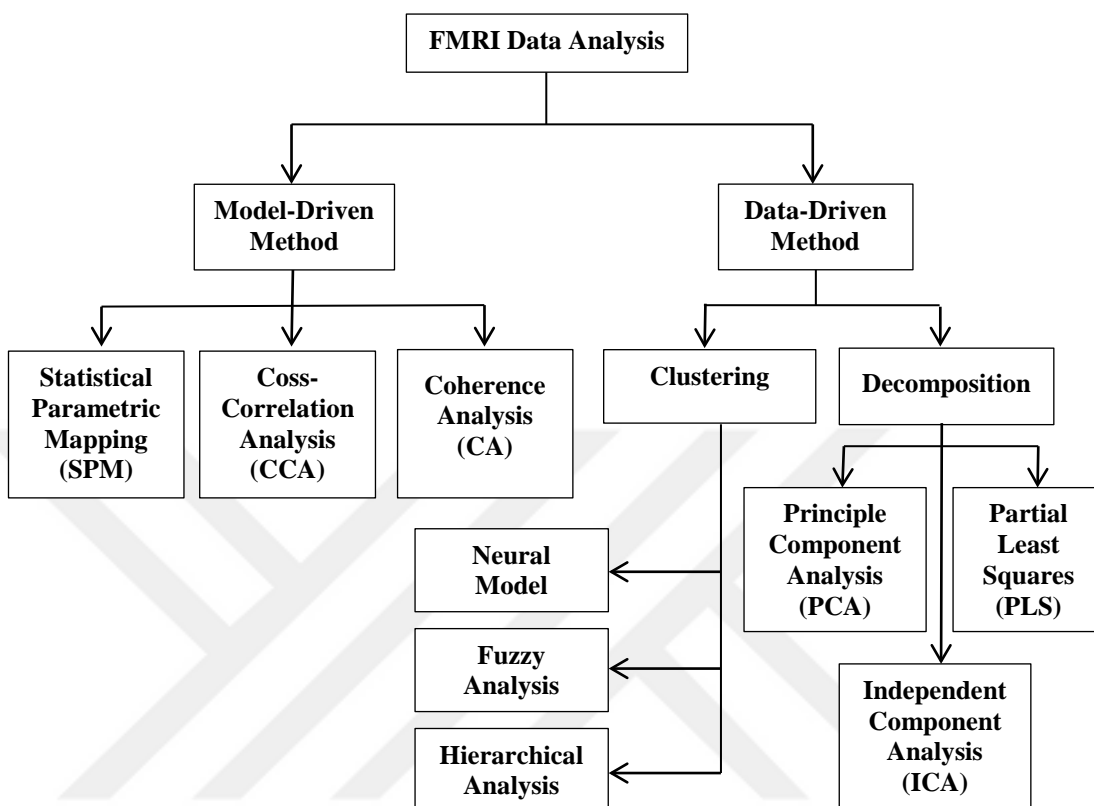 FMRI Data Analysis
Model-Driven
Method
Data-Driven
Method
Statistical
Parametric
Mapping
(SPM)
Coss-
Correlation
Analysis
(CCA)
Coherence
Analysis
(CA)
Clustering
Decomposition
Neural
Model
Fuzzy
Analysis
Hierarchical
Analysis
Principle
Component
Analysis
(PCA)
Partial
Least
Squares
(PLS)
Independent
Component
Analysis
(ICA)